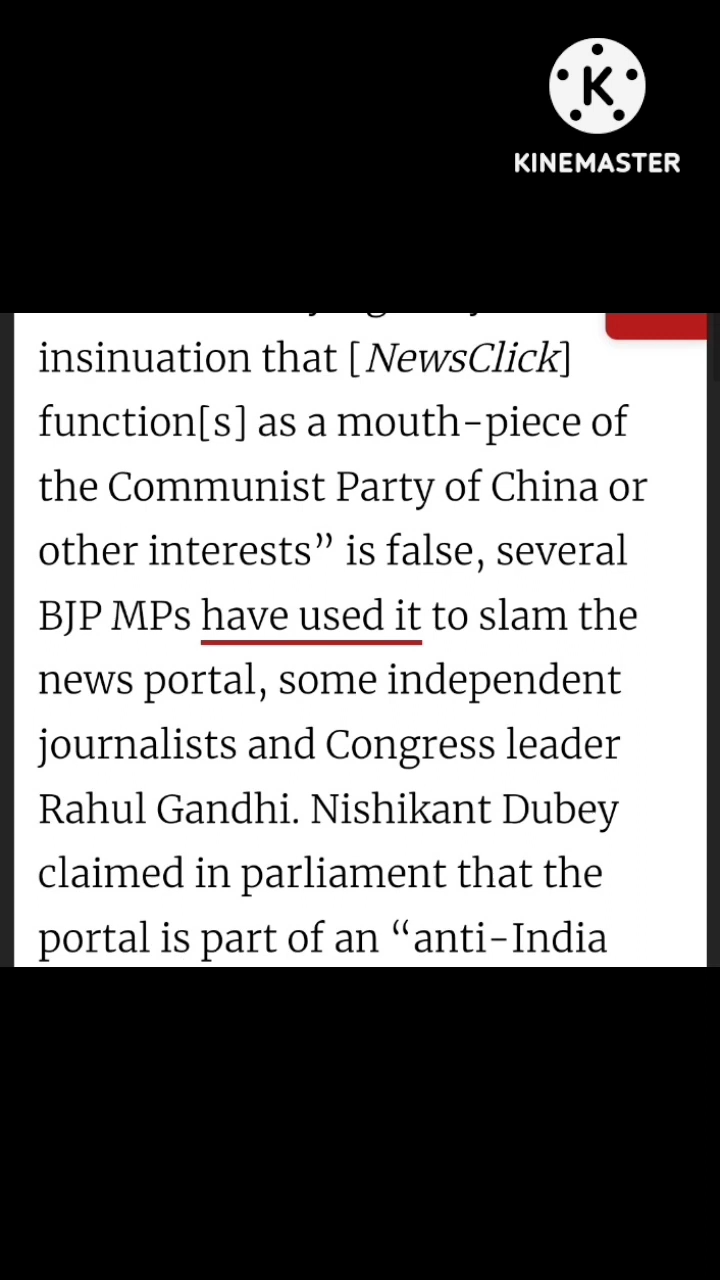 K
KINEMASTER
insinuation that [NewsClick]
function[s] as a mouth-piece of
the Communist Party of China or
other interests” is false, several
BJP MPs have used it to slam the
news portal, some independent
journalists and Congress leader
Rahul Gandhi. Nishikant Dubey
claimed in parliament that the
portal is part of an “anti-India